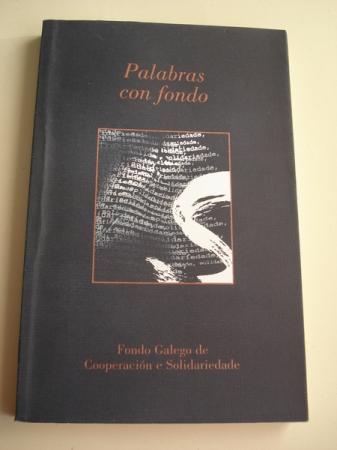 Palabras
con fondo
Fondo Galego de
Cooperación e Solidariedade